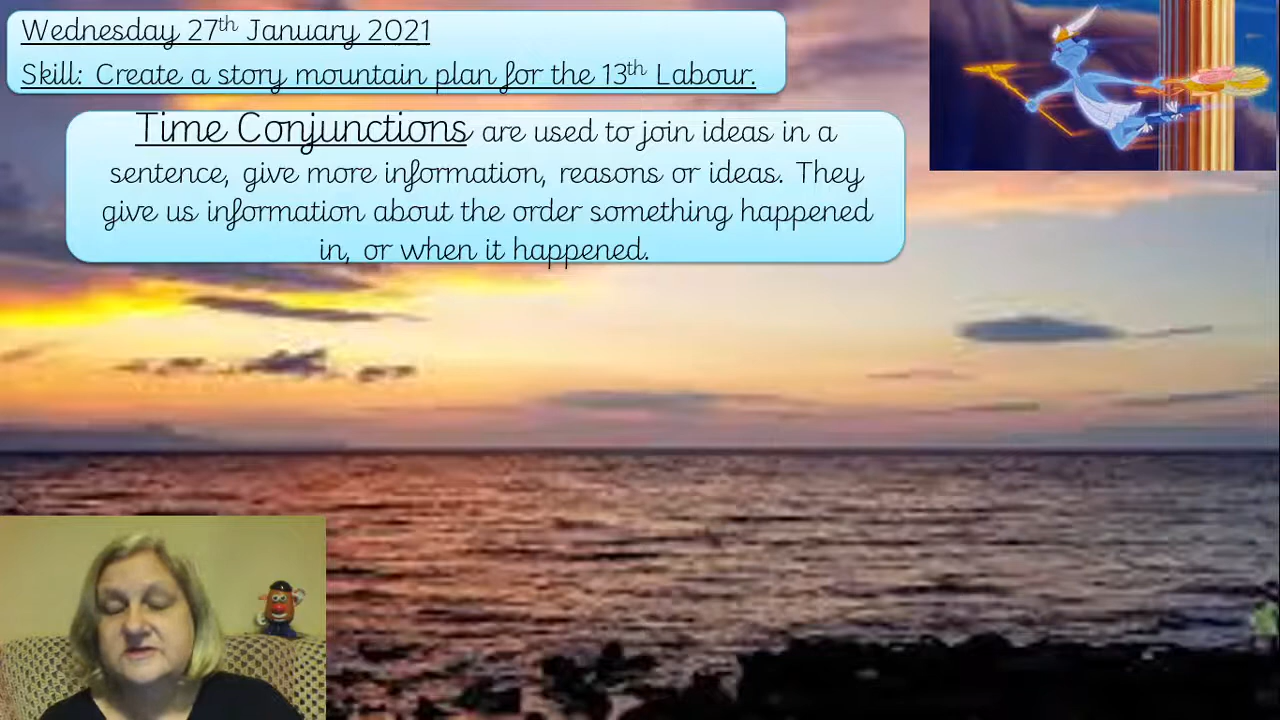 Wednesday 27th January 2021
Skill: Create a story mountain plan for the 13th Labour.
Time Conjunctions are used to join ideas in a
sentence, give more information, reasons or ideas. They
give us information about the order something happened
in, or when it happened.